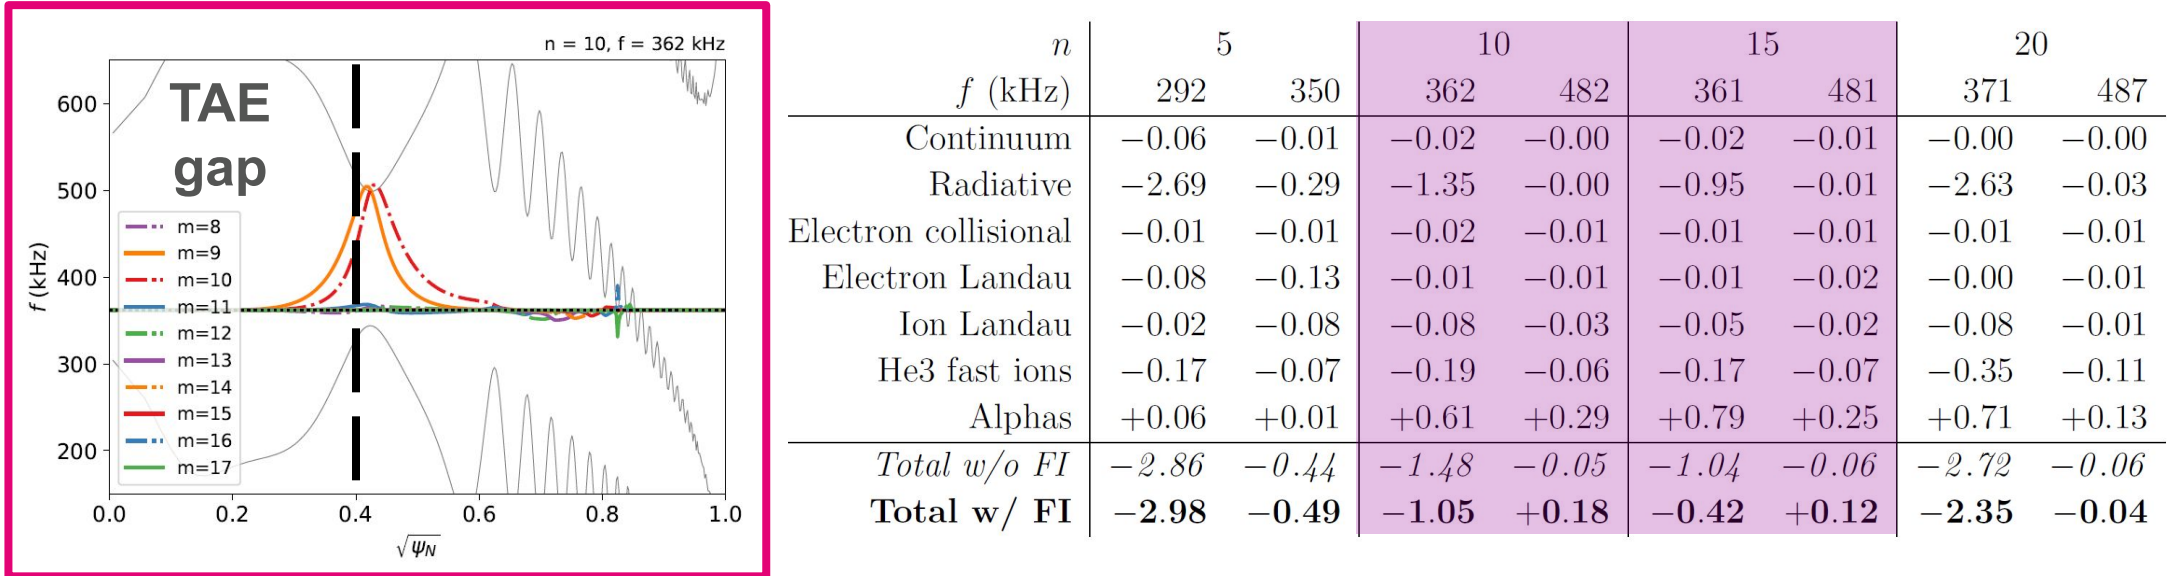 n = 10, f = 362 kHz
TAE
gap
600
500
400
300
200
f (kHz)
m=8
m=9
m=10
m=11
m=12
m=13
m=14
m=15
m=16
m=17
0.0 0.2 0.4 0.6 0.8 1.0
√ψN
n 5 10 15 20
f (kHz) 292 350 362 482 361 481 371 487
Continuum −0.06 −0.01 −0.02 −0.00 −0.02 −0.01 −0.00 −0.00
Radiative −2.69 −0.29 −1.35 −0.00 −0.95 −0.01 −2.63 −0.03
Electron collisional −0.01 −0.01 −0.02 −0.01 −0.01 −0.01 −0.01 −0.01
Electron Landau −0.08 −0.13 −0.01 −0.01 −0.01 −0.02 −0.00 −0.01
Ion Landau −0.02 −0.08 −0.08 −0.03 −0.05 −0.02 −0.08 −0.01
He3 fast ions −0.17 −0.07 −0.19 −0.06 −0.17 −0.07 −0.35 −0.11
Alphas +0.06 +0.01 +0.61 +0.29 +0.79 +0.25 +0.71 +0.13
Total w/o FI −2.86 −0.44 −1.48 −0.05 −1.04 −0.06 −2.72 −0.06
Total w/ FI −2.98 −0.49 −1.05 +0.18 −0.42 +0.12 −2.35 −0.04